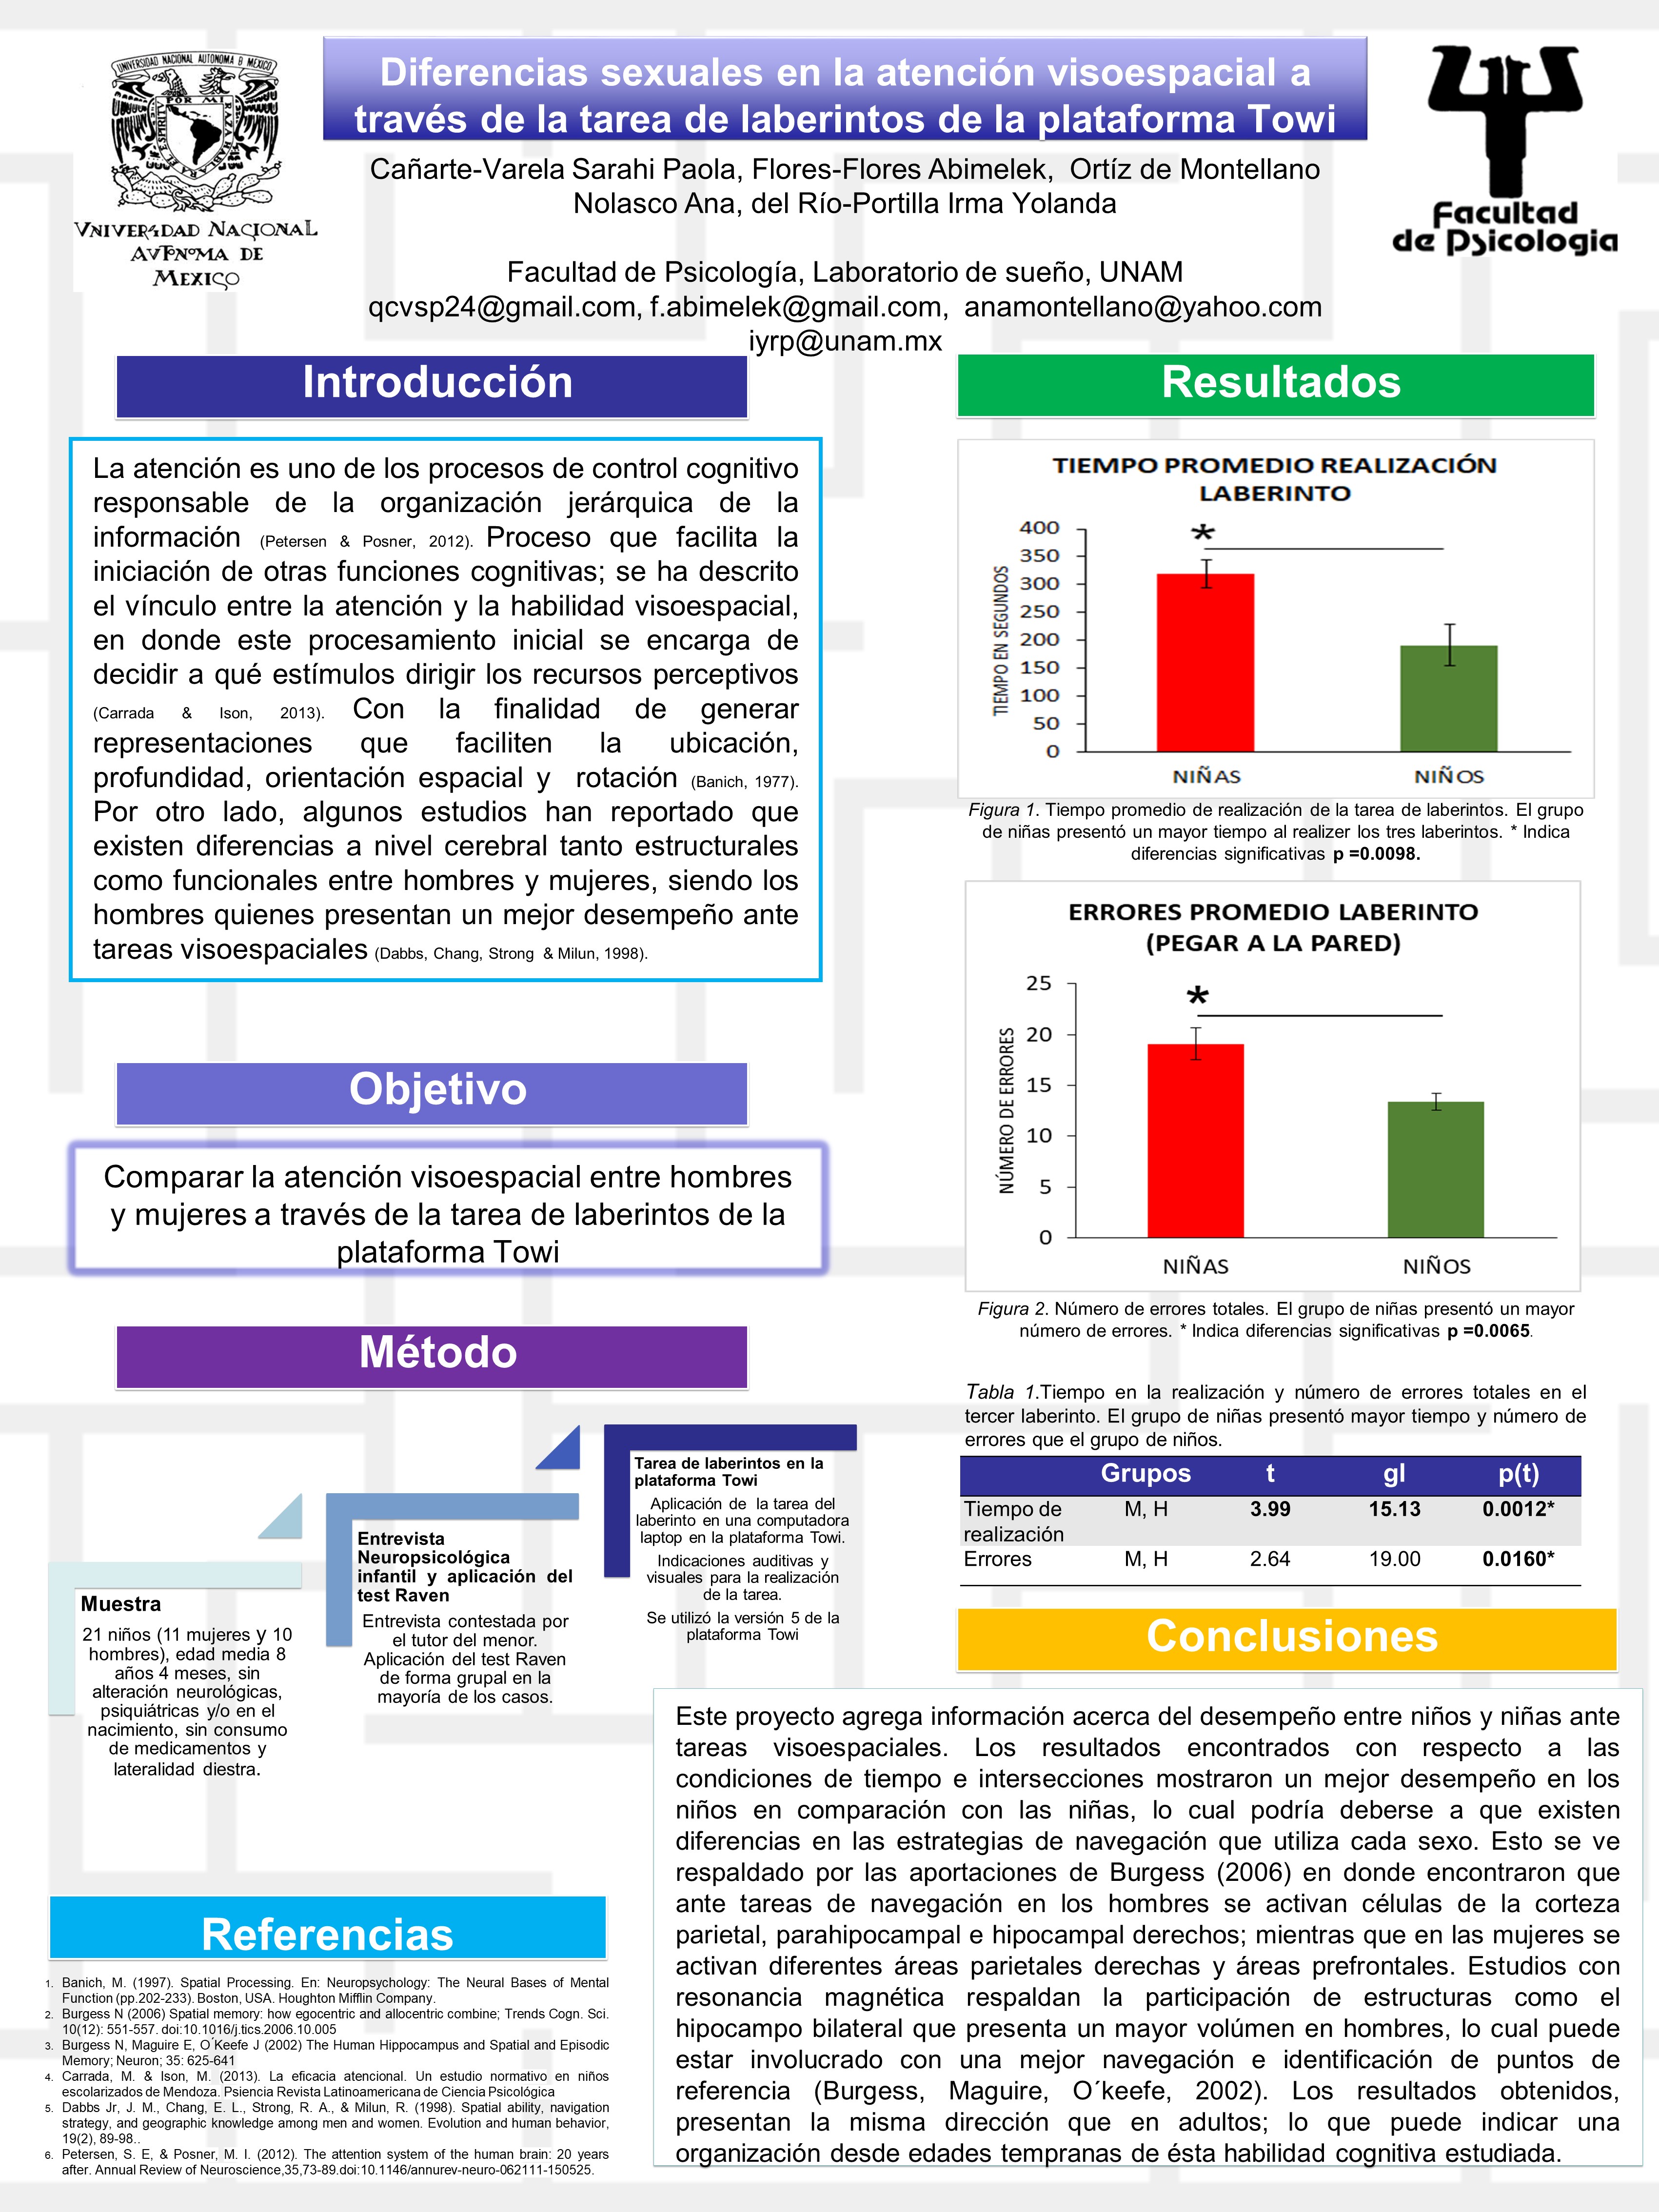 UNIVERSIDAD NACIONAL AUTONOMA D MEXICO
POR MI RAZA HABLARA EL ESPIRITU
VNIVERSDAD NACIONAL
AVTNOMA DE
MEXICO
Diferencias sexuales en la atención visoespacial a
través de la tarea de laberintos de la plataforma Towi
Facultad
de Psicología
Cañarte-Varela Sarahi Paola, Flores-Flores Abimelek, Ortíz de Montellano
Nolasco Ana, del Río-Portilla Irma Yolanda
Facultad de Psicología, Laboratorio de sueño, UNAM
qcvsp24@gmail.com, f.abimelek@gmail.com, anamontellano@yahoo.com
iyrp@unam.mx
Introducción
La atención es uno de los procesos de control cognitivo
responsable de la organización jerárquica de la
información (Petersen & Posner, 2012). Proceso que facilita la
iniciación de otras funciones cognitivas; se ha descrito
el vínculo entre la atención y la habilidad visoespacial,
en donde este procesamiento inicial se encarga de
decidir a qué estímulos dirigir los recursos perceptivos
(Carrada & Ison, 2013). Con la finalidad de generar
representaciones que faciliten la ubicación,
profundidad, orientación espacial y rotación (Banich, 1977).
Por otro lado, algunos estudios han reportado que
existen diferencias a nivel cerebral tanto estructurales
como funcionales entre hombres y mujeres, siendo los
hombres quienes presentan un mejor desempeño ante
tareas visoespaciales (Dabbs, Chang, Strong & Milun, 1998).
Objetivo
Comparar la atención visoespacial entre hombres
y mujeres a través de la tarea de laberintos de la
plataforma Towi
Método
Muestra
21 niños (11 mujeres y 10
hombres), edad media 8
años 4 meses, sin
alteración neurológicas,
psiquiátricas y/o en el
nacimiento, sin consumo
de medicamentos y
lateralidad diestra.
Entrevista
Neuropsicológica
infantil y aplicación del
test Raven
Entrevista contestada por
el tutor del menor.
Aplicación del test Raven
de forma grupal en la
mayoría de los casos.
Tarea de laberintos en la
plataforma Towi
Aplicación de la tarea del
laberinto en una computadora
laptop en la plataforma Towi.
Indicaciones auditivas y
visuales para la realización
de la tarea.
Se utilizó la versión 5 de la
plataforma Towi
Referencias
1. Banich, M. (1997). Spatial Processing. En: Neuropsychology: The Neural Bases of Mental
Function (pp.202-233). Boston, USA. Houghton Mifflin Company.
2. Burgess N (2006) Spatial memory: how egocentric and allocentric combine; Trends Cogn. Sci.
10(12): 551-557. doi:10.1016/j.tics.2006.10.005
3. Burgess N, Maguire E, O´Keefe J (2002) The Human Hippocampus and Spatial and Episodic
Memory; Neuron; 35: 625-641
4. Carrada, M. & Ison, M. (2013). La eficacia atencional. Un estudio normativo en niños
escolarizados de Mendoza. Psiencia Revista Latinoamericana de Ciencia Psicológica
5. Dabbs Jr, J. M., Chang, E. L., Strong, R. A., & Milun, R. (1998). Spatial ability, navigation
strategy, and geographic knowledge among men and women. Evolution and human behavior,
19(2), 89-98..
6. Petersen, S. E, & Posner, M. I. (2012). The attention system of the human brain: 20 years
after. Annual Review of Neuroscience,35,73-89.doi:10.1146/annurev-neuro-062111-150525.
Resultados
TIEMPO PROMEDIO REALIZACIÓN
LABERINTO
TIEMPO EN SEGUNDOS
400
350
300
250
200
150
100
50
0
*
NIÑAS NIÑOS
Figura 1. Tiempo promedio de realización de la tarea de laberintos. El grupo
de niñas presentó un mayor tiempo al realizer los tres laberintos. * Indica
diferencias significativas p =0.0098.
ERRORES PROMEDIO LABERINTO
(PEGAR A LA PARED)
NÚMERO DE ERRORES
25
20
15
10
5
0
*
NIÑAS NIÑOS
Figura 2. Número de errores totales. El grupo de niñas presentó un mayor
número de errores. * Indica diferencias significativas p =0.0065.
Tabla 1.Tiempo en la realización y número de errores totales en el
tercer laberinto. El grupo de niñas presentó mayor tiempo y número de
errores que el grupo de niños.
Grupos t gl p(t)
Tiempo de M, H 3.99 15.13 0.0012*
realización
Errores M, H 2.64 19.00 0.0160*
Conclusiones
Este proyecto agrega información acerca del desempeño entre niños y niñas ante
tareas visoespaciales. Los resultados encontrados con respecto a las
condiciones de tiempo e intersecciones mostraron un mejor desempeño en los
niños en comparación con las niñas, lo cual podría deberse a que existen
diferencias en las estrategias de navegación que utiliza cada sexo. Esto se ve
respaldado por las aportaciones de Burgess (2006) en donde encontraron que
ante tareas de navegación en los hombres se activan células de la corteza
parietal, parahipocampal e hipocampal derechos; mientras que en las mujeres se
activan diferentes áreas parietales derechas y áreas prefrontales. Estudios con
resonancia magnética respaldan la participación de estructuras como el
hipocampo bilateral que presenta un mayor volúmen en hombres, lo cual puede
estar involucrado con una mejor navegación e identificación de puntos de
referencia (Burgess, Maguire, O´keefe, 2002). Los resultados obtenidos,
presentan la misma dirección que en adultos; lo que puede indicar una
organización desde edades tempranas de ésta habilidad cognitiva estudiada.